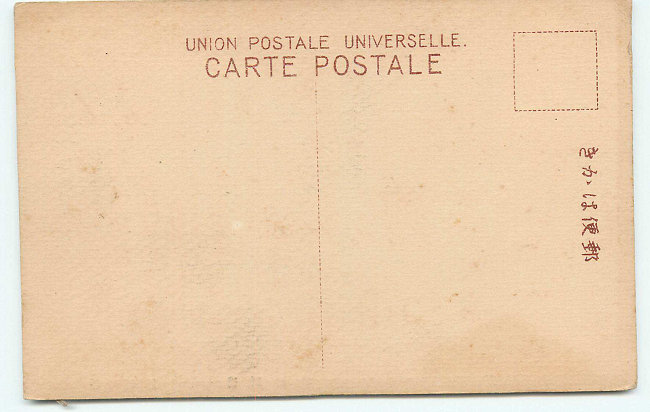 UNION POSTALE UNIVERSELLE.
CARTE POSTALE
郵便はかき